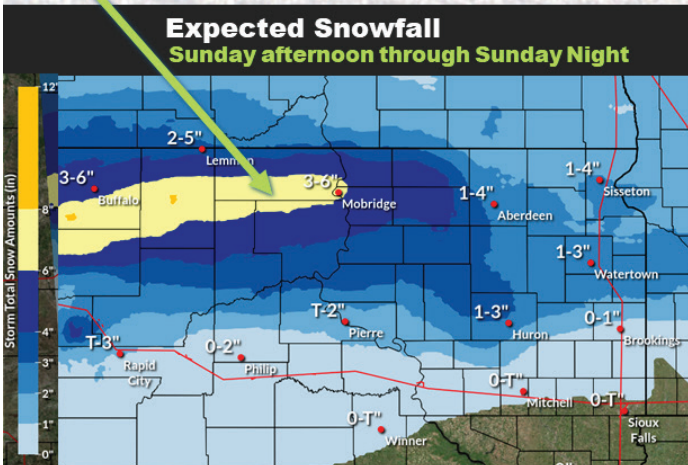 Expected Snowfall
Sunday afternoon through Sunday Night
Storm Total Snow Amounts (in)
12"
8"
6"
4"
3"
2"
1"
0"
2-5"
Lemmon
3-6"
Buffalo
3-6"
Mobridge
1-4"
Aberdeen
1-4"
Sisseton
1-3"
Watertown
T-2"
Pierre
1-3"
Huron
0-1"
Brookings
T-3"
Rapid
City
0-2"
Philip
0-T"
Mitchell
0-T"
Sioux
Falls
0-T"
Winner